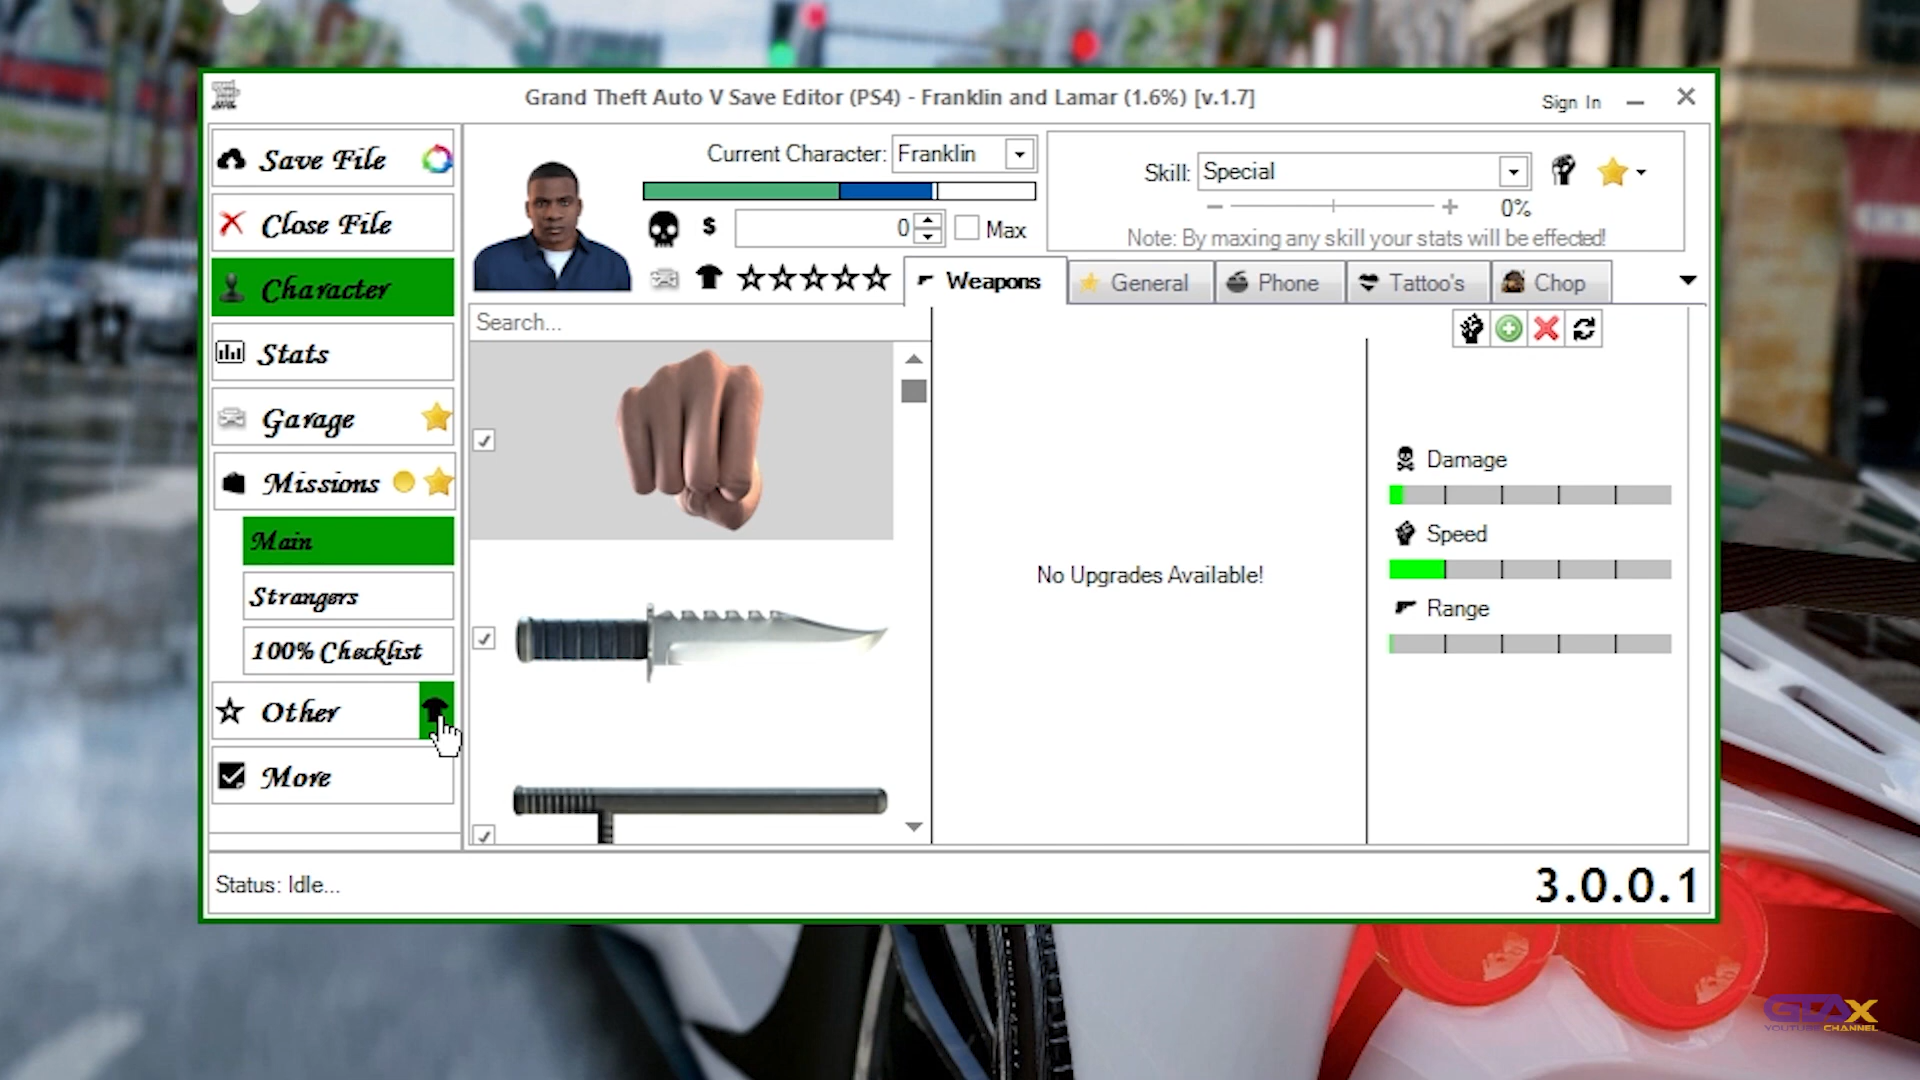 Grand Theft Auto V Save Editor (PS4) - Franklin and Lamar (1.6%) [v.1.7]
Sign In
Save File
Close File
Character
Stats
Garage
Missions
Main
Strangers
100% Checklist
Other
More
Current Character: Franklin
$ 0 Max
Skill: Special
0%
Note: By maxing any skill your stats will be effected!
Weapons General Phone Tattoo's Chop
Search...
No Upgrades Available!
Damage
Speed
Range
Status: Idle...
3.0.0.1
GTAX
YOUTUBE CHANNEL